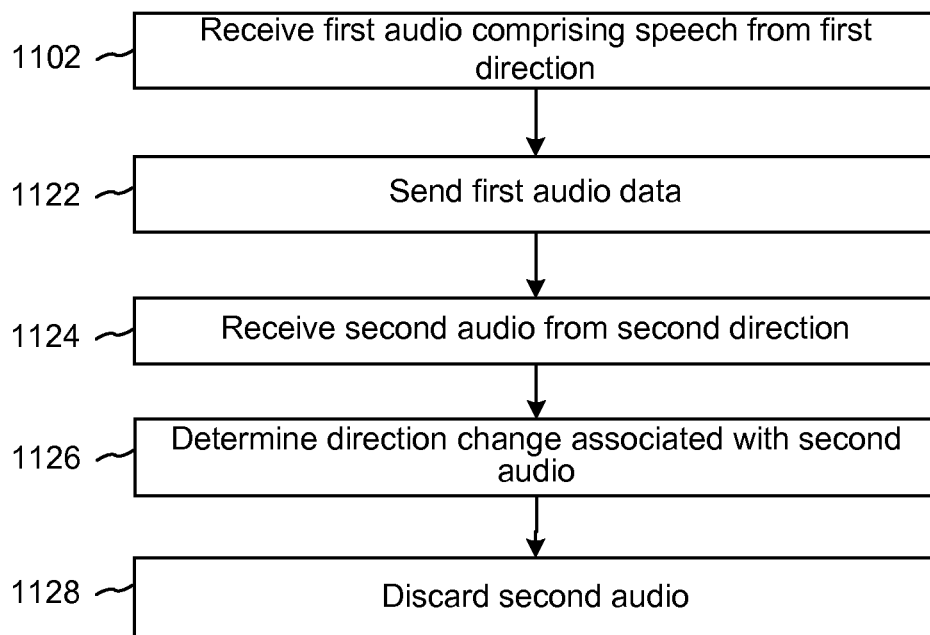 1102
Receive first audio comprising speech from first
direction
1122
Send first audio data
1124
Receive second audio from second direction
1126
Determine direction change associated with second
audio
1128
Discard second audio